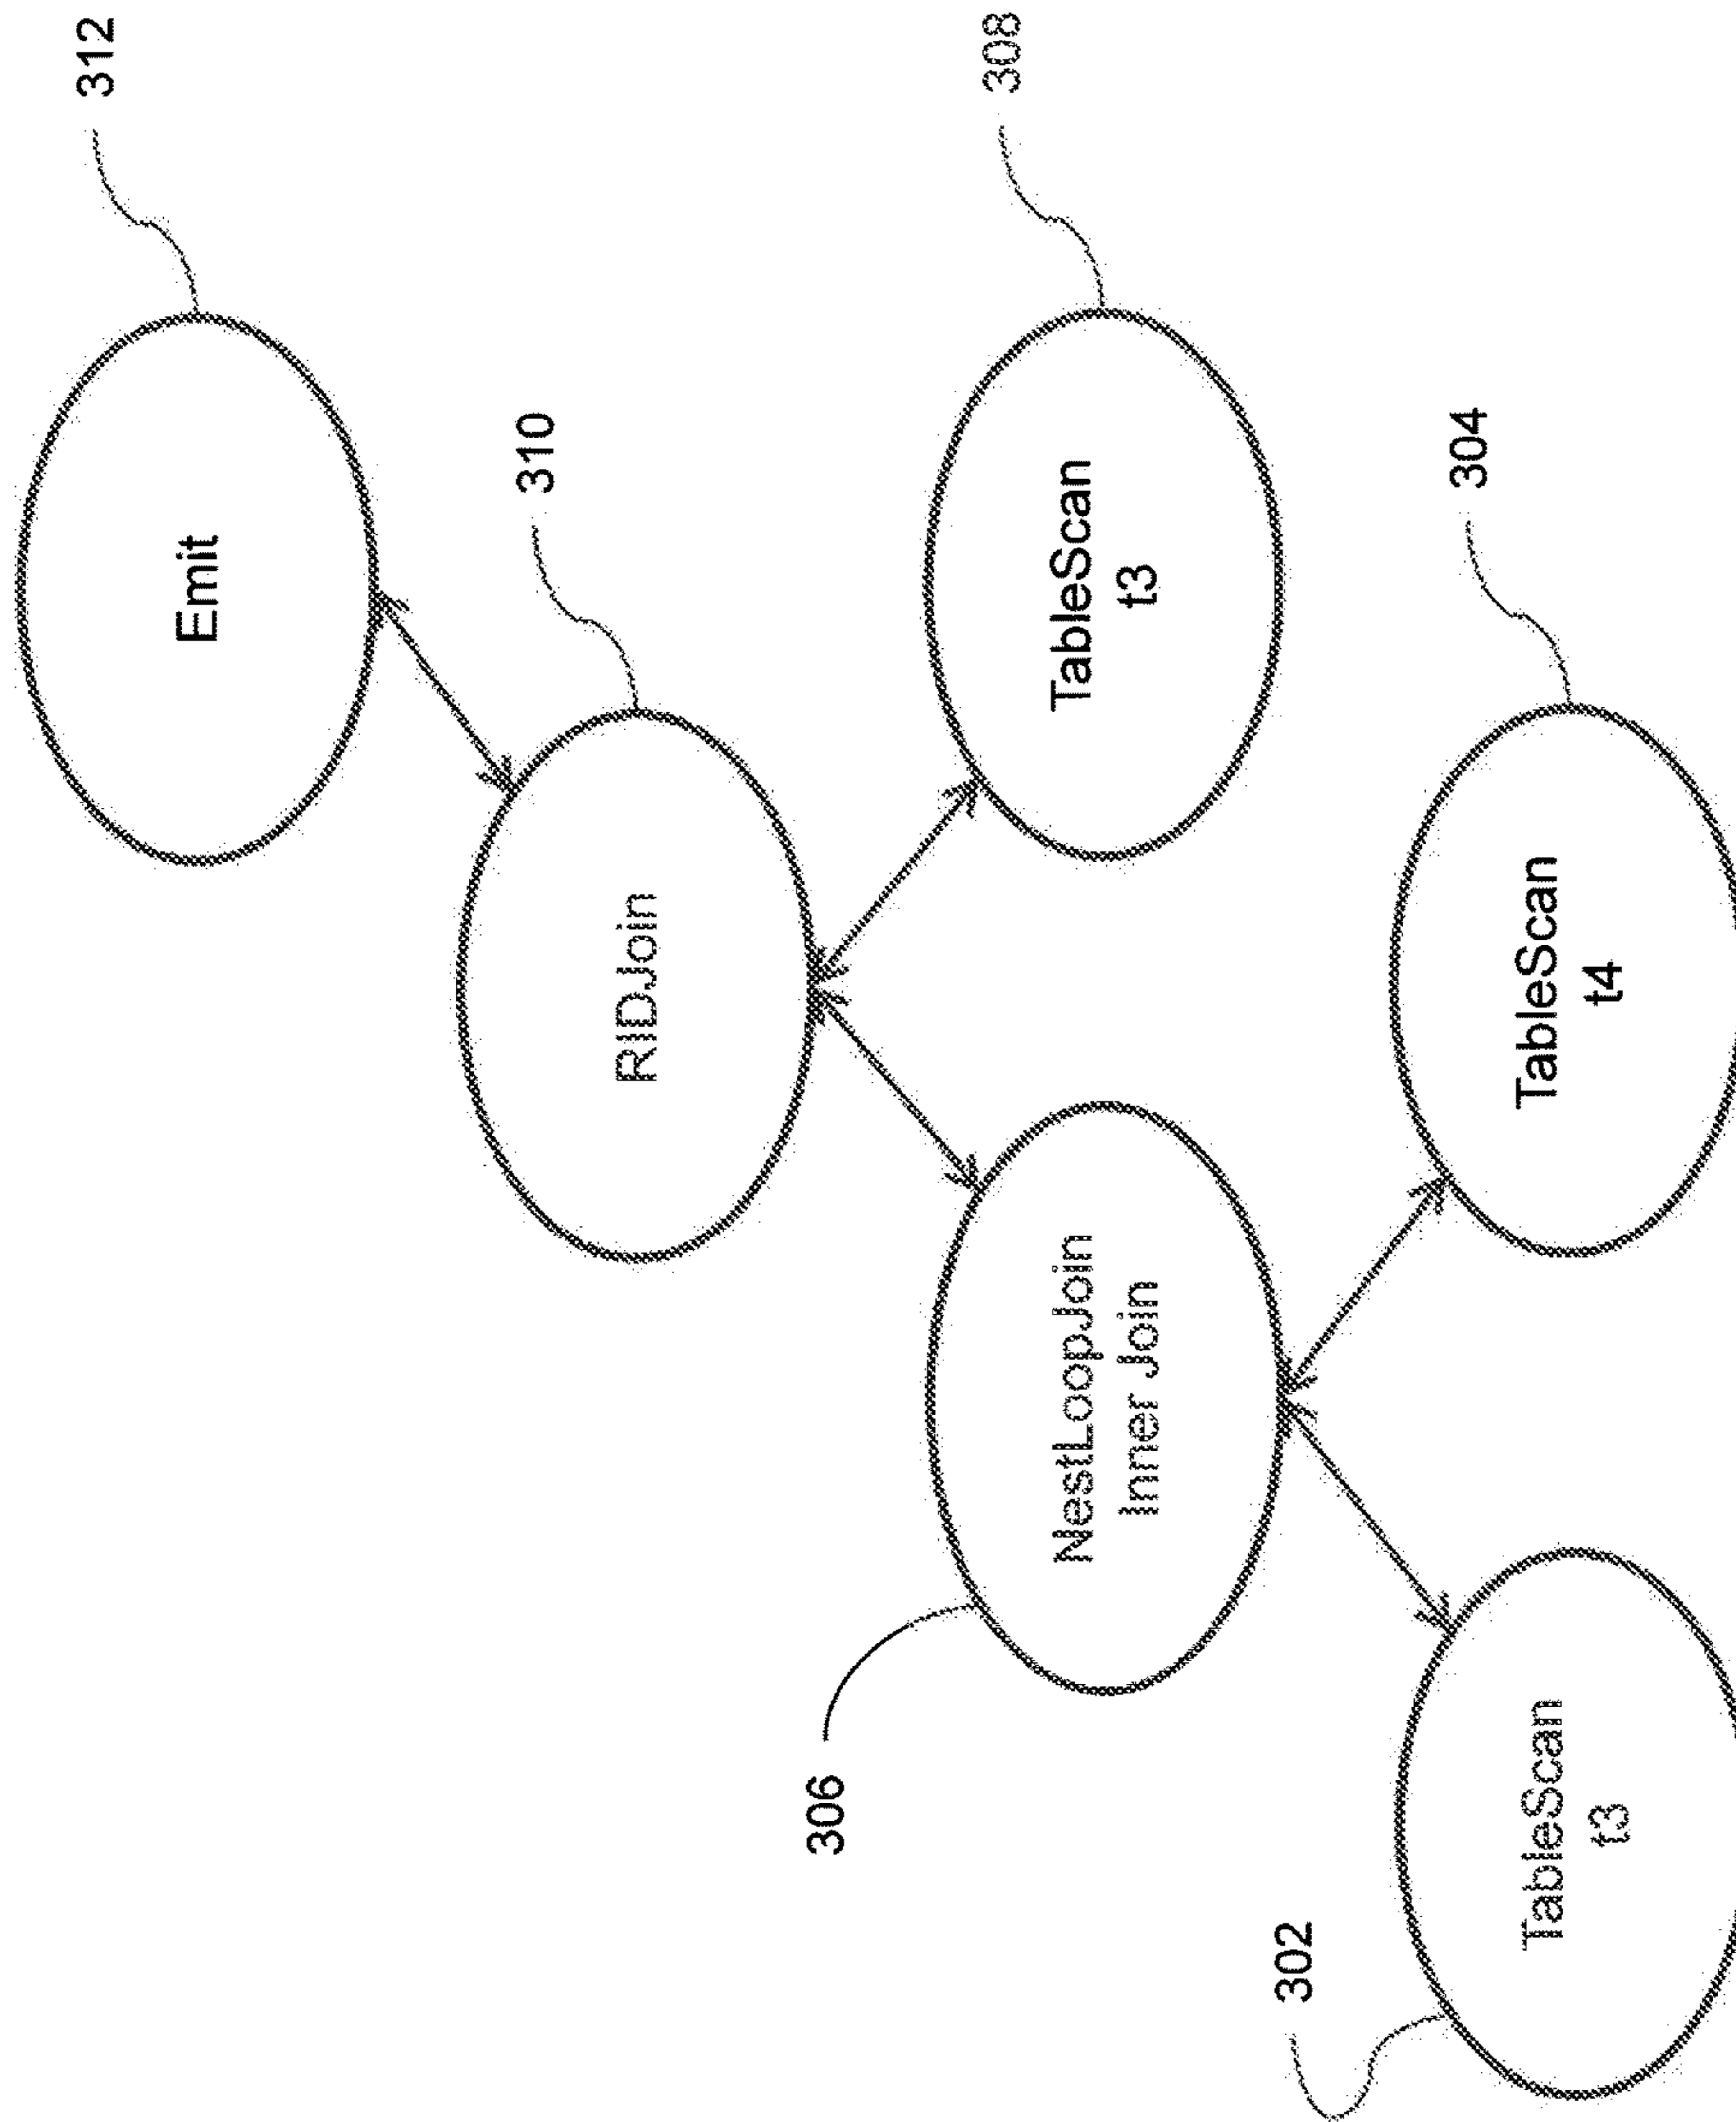 312
Emit
310
RIDJoin
306
NestLoopJoin
Inner Join
308
TableScan
t3
302
TableScan
t3
304
TableScan
t4